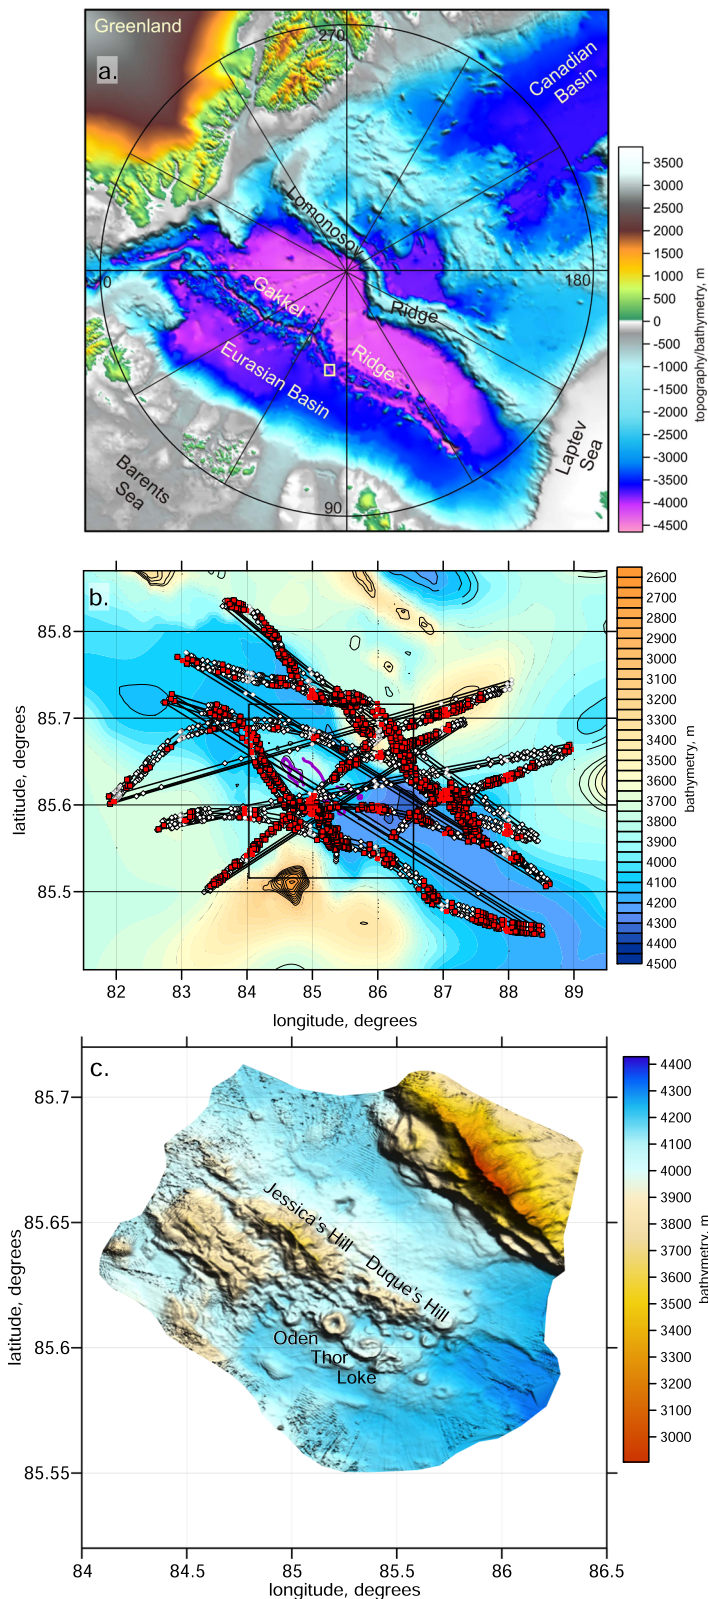 Greenland
a.
270
Canadian
Basin
Lomonosov
0
180
Gakkel
Ridge
Ridge
Eurasian Basin
Barents
Sea
90
Laptev
Sea
3500
3000
2500
2000
1500
1000
500
0
-500
-1000
-1500
-2000
-2500
-3000
-3500
-4000
-4500
topography/bathymetry, m
b.
85.8
85.7
85.6
85.5
latitude, degrees
82 83 84 85 86 87 88 89
longitude, degrees
2600
2700
2800
2900
3000
3100
3200
3300
3400
3500
3600
3700
3800
3900
4000
4100
4200
4300
4400
4500
bathymetry, m
c.
85.7
85.65
85.6
85.55
latitude, degrees
Jessica's Hill
Duque's Hill
Oden
Thor
Loke
84 84.5 85 85.5 86 86.5
longitude, degrees
4400
4300
4200
4100
4000
3900
3800
3700
3600
3500
3400
3300
3200
3100
3000
bathymetry, m